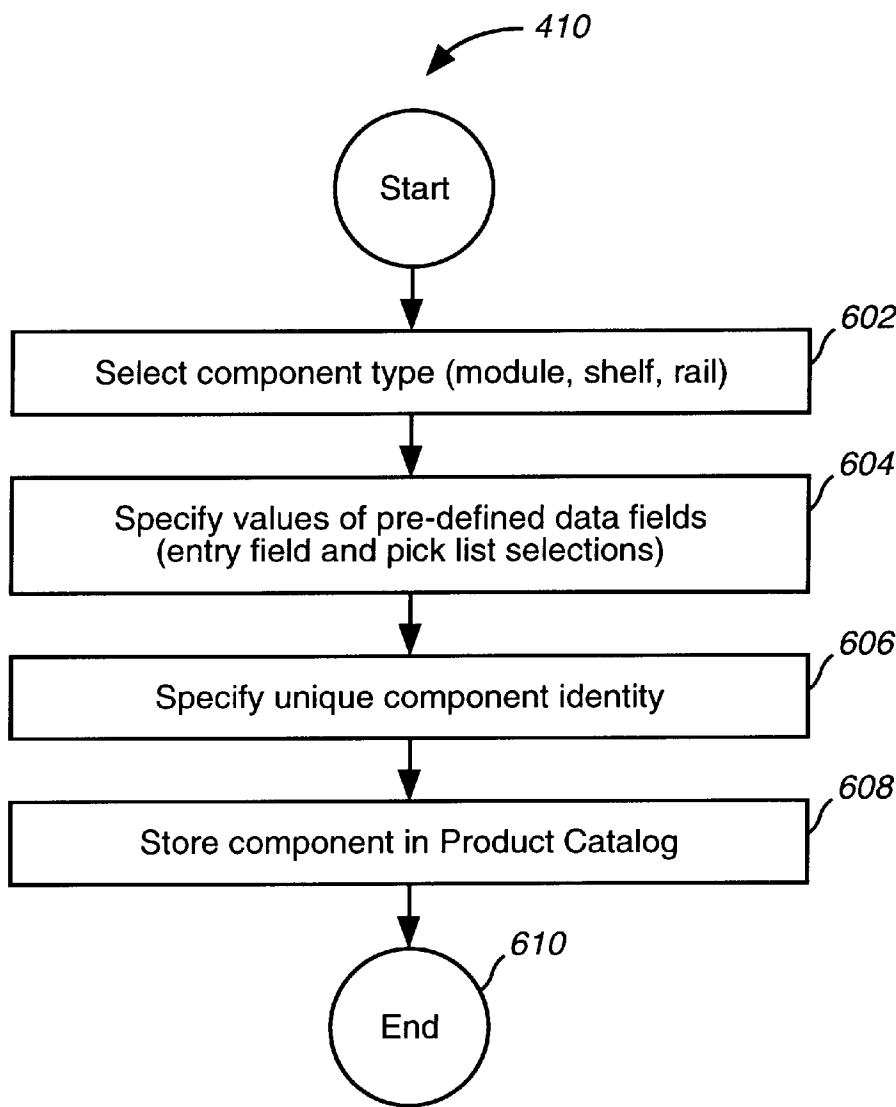 410
Start
602
Select component type (module, shelf, rail)
604
Specify values of pre-defined data fields
(entry field and pick list selections)
606
Specify unique component identity
608
Store component in Product Catalog
610
End